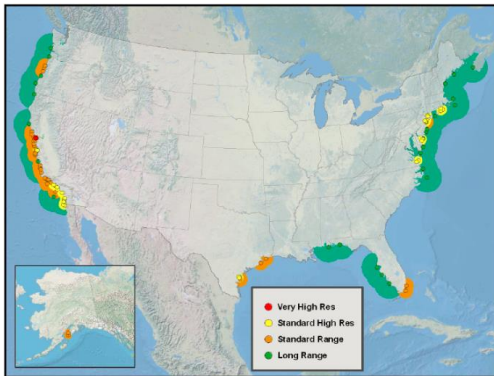 Very High Res
Standard High Res
Standard Range
Long Range